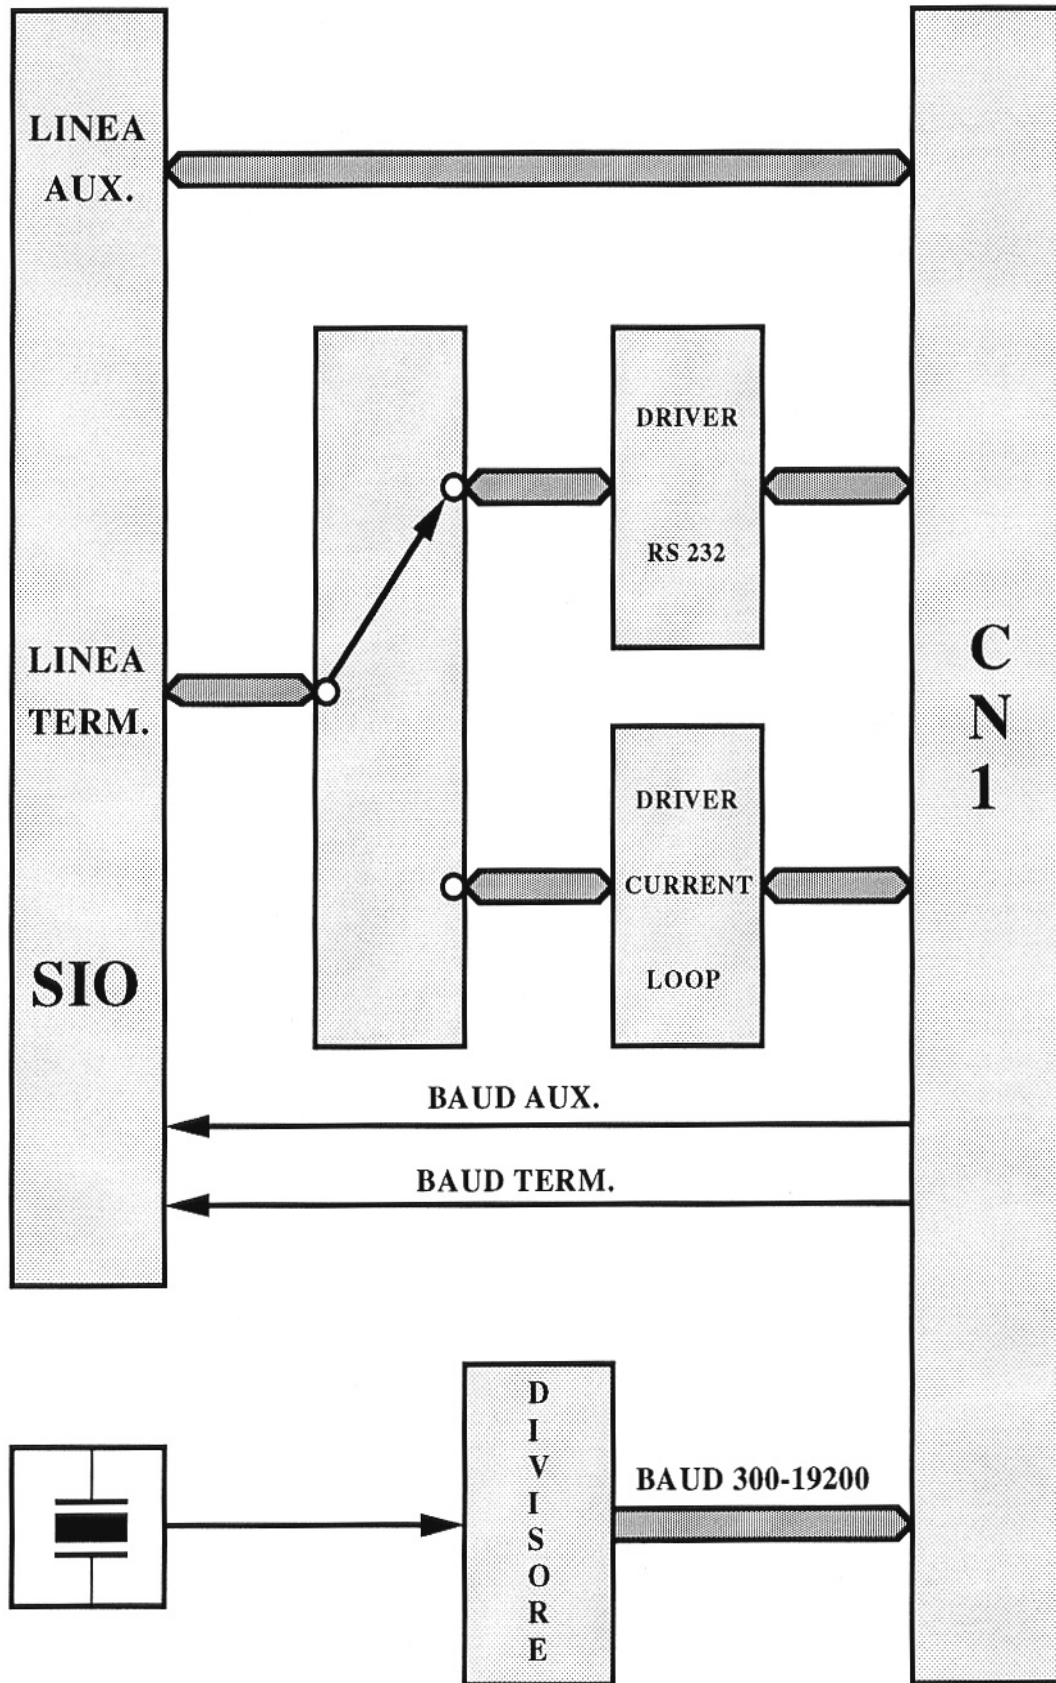 LINEA
AUX.
DRIVER
RS 232
LINEA
TERM.
C
N
1
DRIVER
CURRENT
LOOP
SIO
BAUD AUX.
BAUD TERM.
D
I
V
I
S
O
R
E
BAUD 300-19200